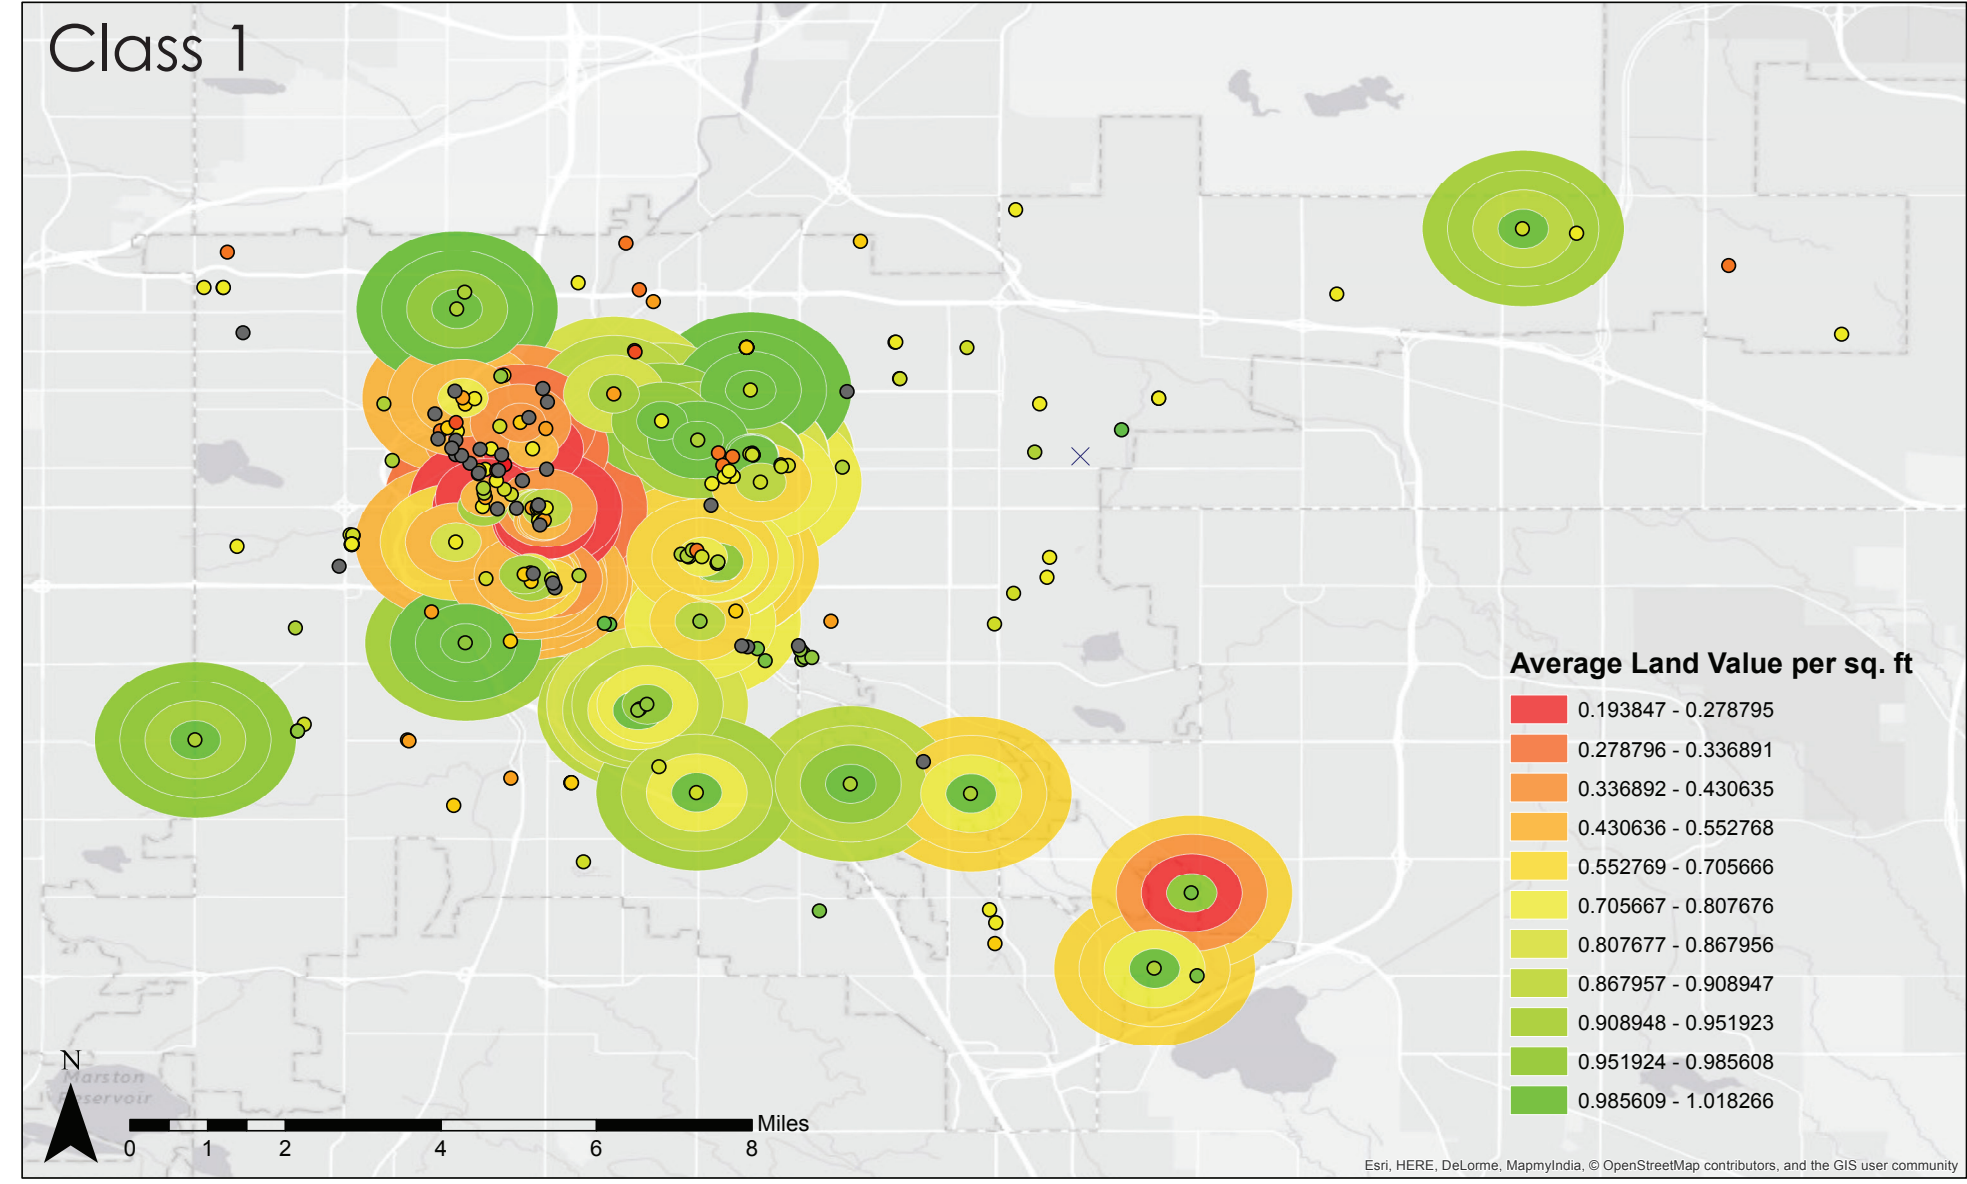 Class 1
Average Land Value per sq. ft
0.193847 - 0.278795
0.278796 - 0.336891
0.336892 - 0.430635
0.430636 - 0.552768
0.552769 - 0.705666
0.705667 - 0.807676
0.807677 - 0.867956
0.867957 - 0.908947
0.908948 - 0.951923
0.951924 - 0.985608
0.985609 - 1.018266
N
Marston
Reservoir
Miles
0 1 2 4 6 8
Esri, HERE, DeLorme, MapmyIndia, © OpenStreetMap contributors, and the GIS user community